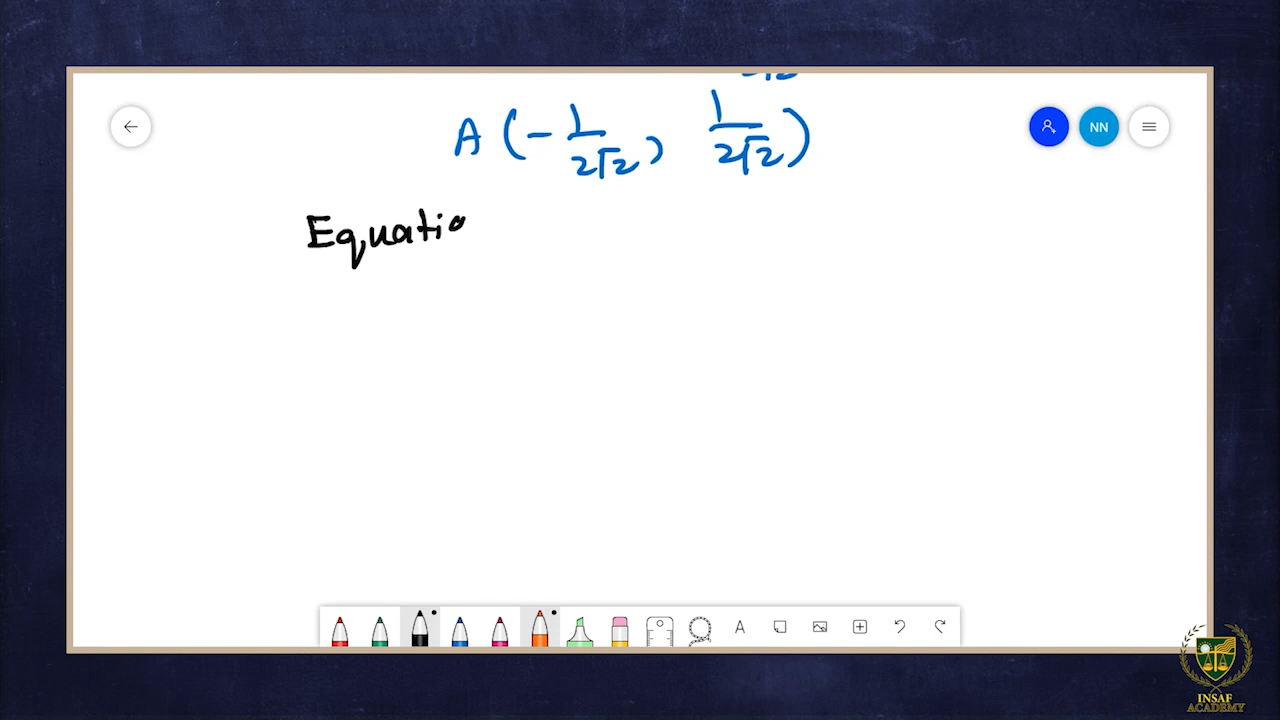 A (-1/2√2, 1/2√2)
NN
Equatio
A
INSAF
ACADEMY